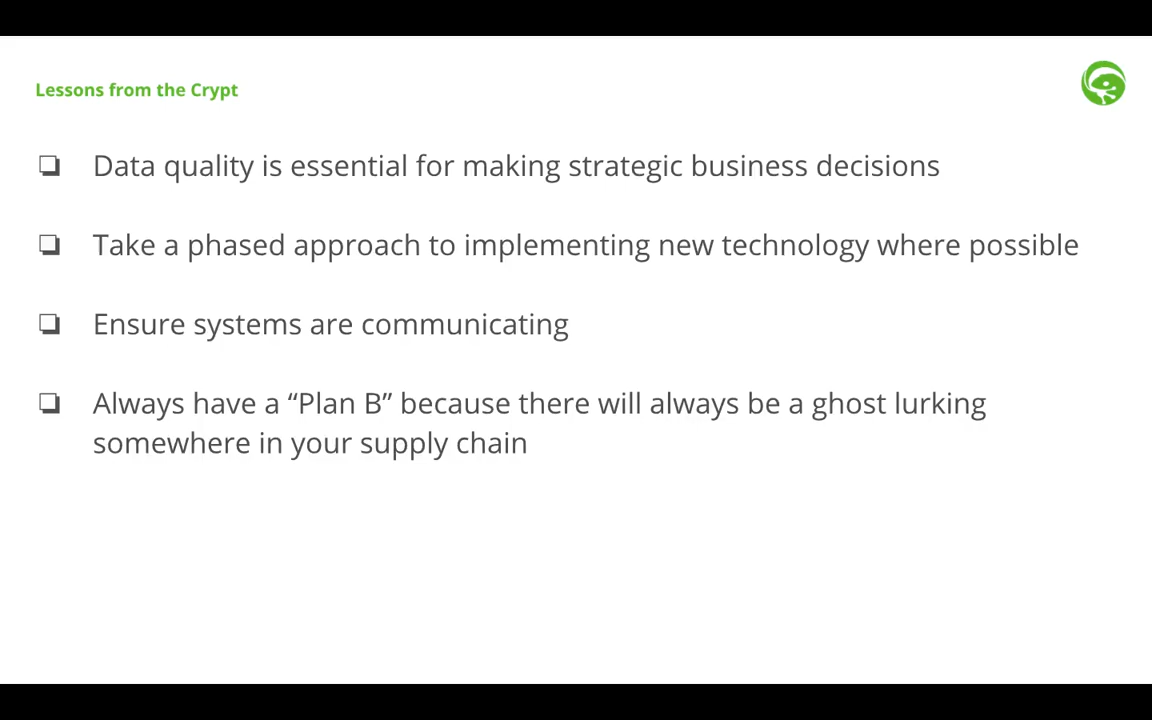 Lessons from the Crypt
Data quality is essential for making strategic business decisions
Take a phased approach to implementing new technology where possible
Ensure systems are communicating
Always have a “Plan B” because there will always be a ghost lurking
somewhere in your supply chain